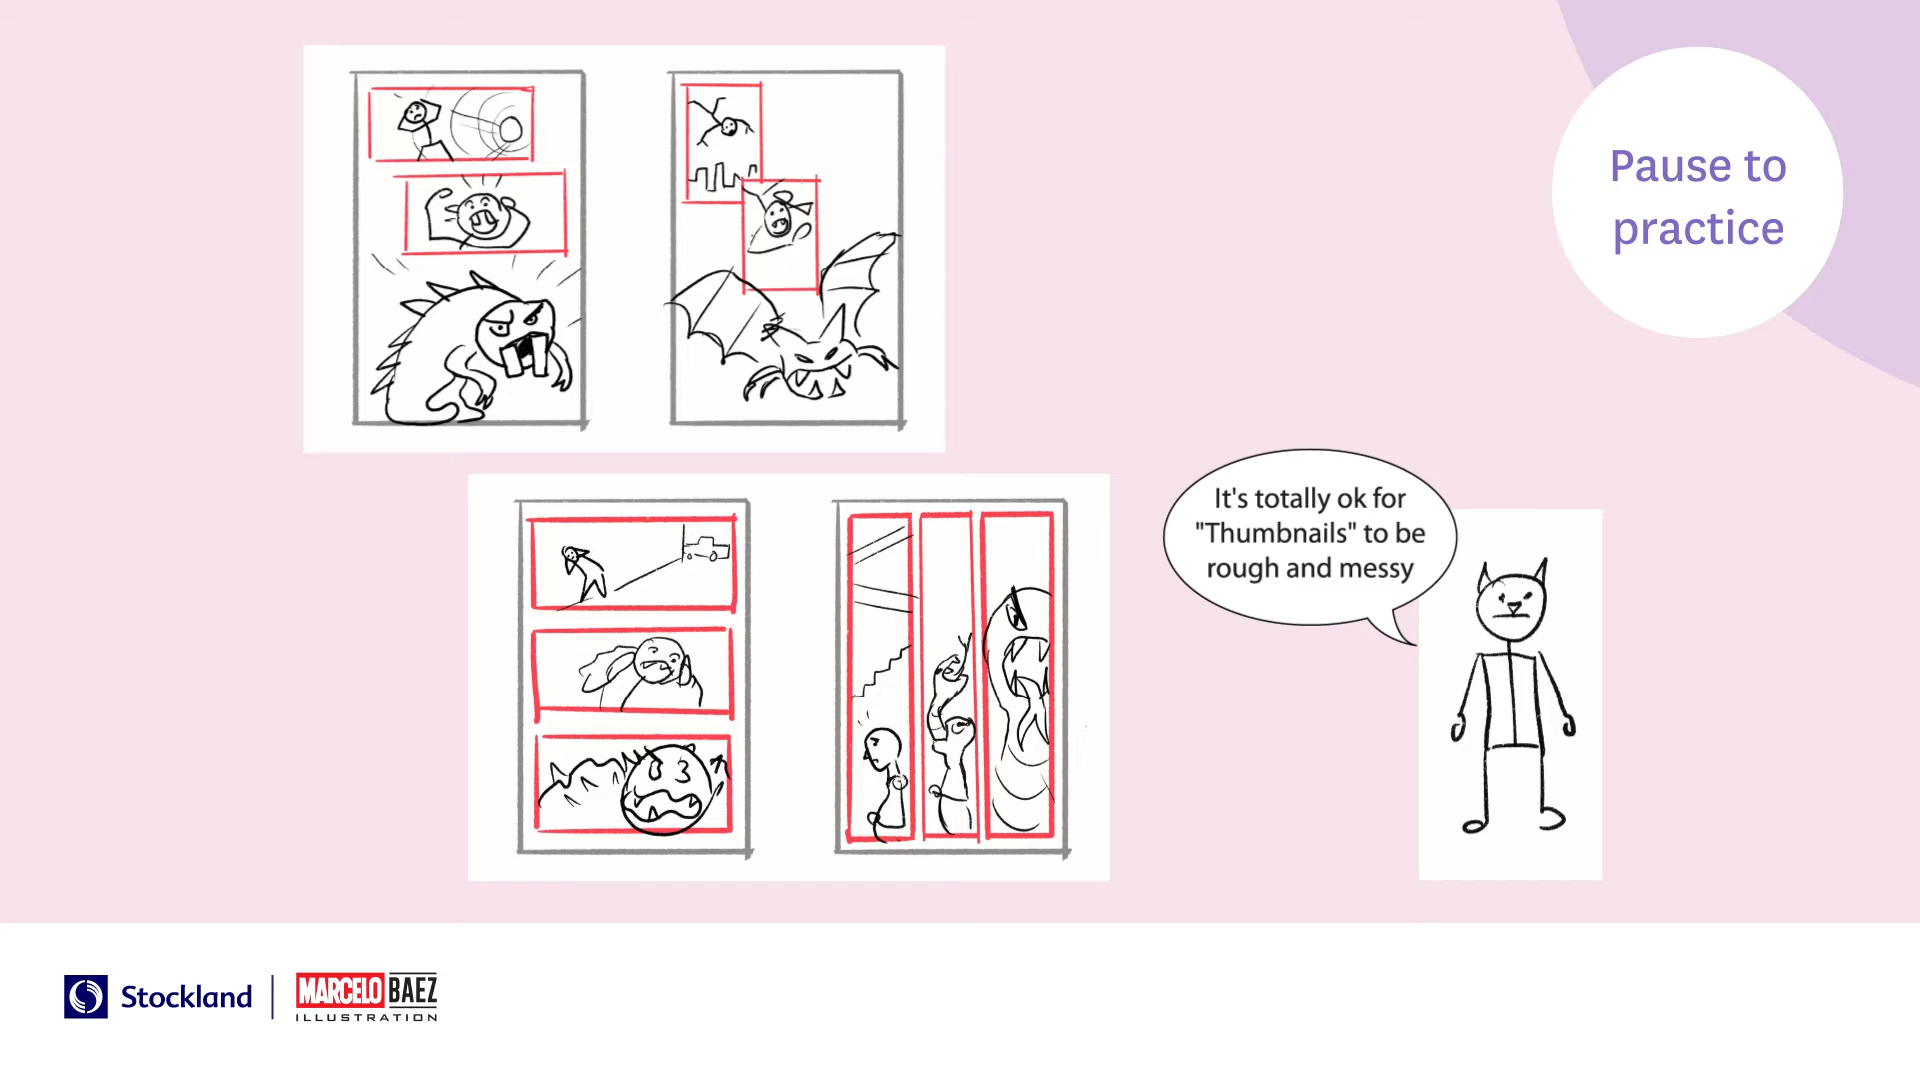 Pause to
practice
It's totally ok for
"Thumbnails" to be
rough and messy
Stockland
MARCELO BAEZ
ILLUSTRATION